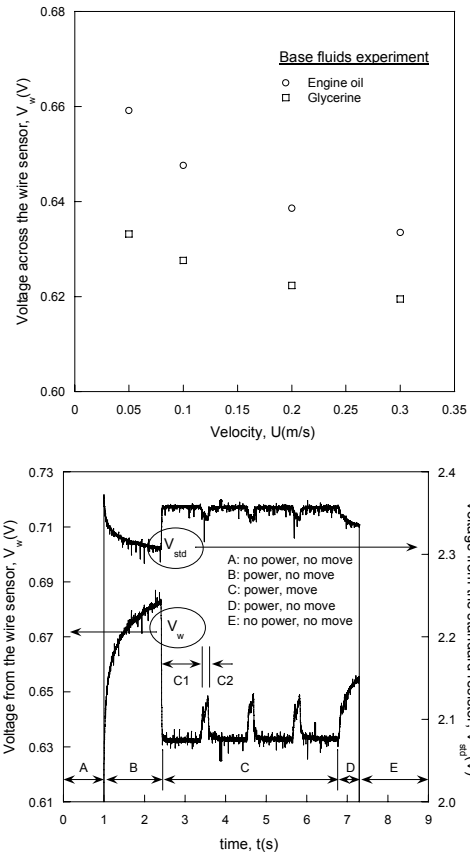 0.68
0.66
0.64
0.62
0.60
Voltage across the wire sensor, V_w(V)
Base fluids experiment
Engine oil
Glycerine
0.05 0.1 0.15 0.2 0.25 0.3 0.35
Velocity, U(m/s)
0.73
0.71
0.69
0.67
0.65
0.63
0.61
Voltage from the wire sensor, V_w(V)
2.4
2.3
2.2
2.1
2.0
V_std
V_w
A: no power, no move
B: power, no move
C: power, move
D: power, no move
E: no power, no move
C1 C2
A B C D E
0 1 2 3 4 5 6 7 8 9
time, t(s)